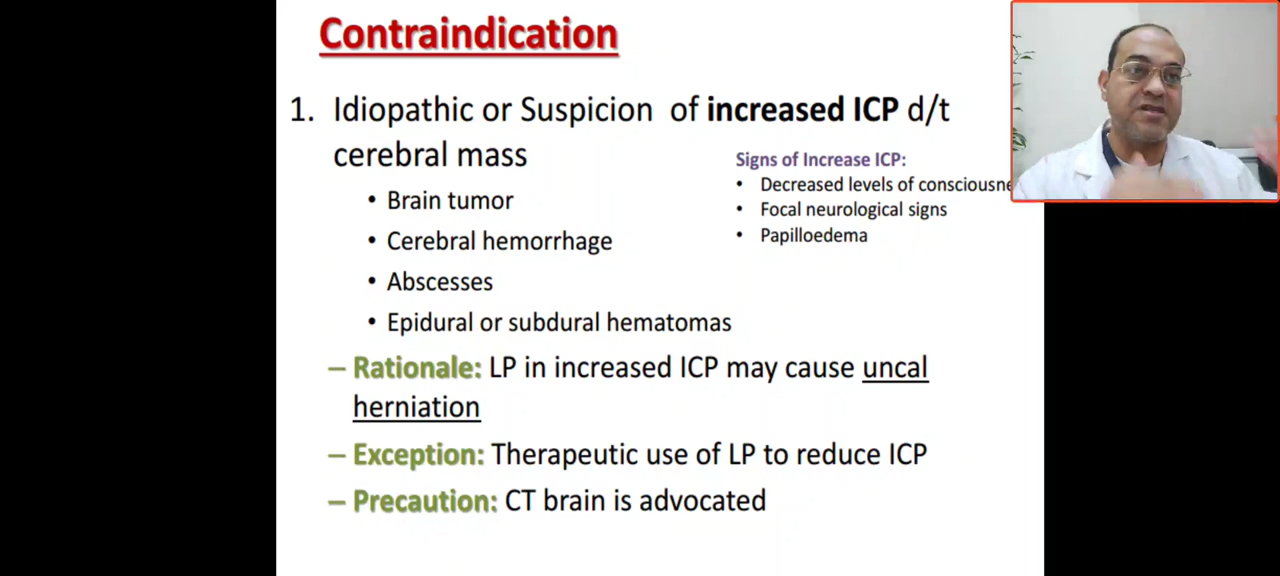 Contraindication
1. Idiopathic or Suspicion of increased ICP d/t
cerebral mass
• Brain tumor
• Cerebral hemorrhage
• Abscesses
• Epidural or subdural hematomas
Signs of Increase ICP:
• Decreased levels of
• Focal neurological signs
• Papilloedema
– Rationale: LP in increased ICP may cause uncal
herniation
– Exception: Therapeutic use of LP to reduce ICP
– Precaution: CT brain is advocated